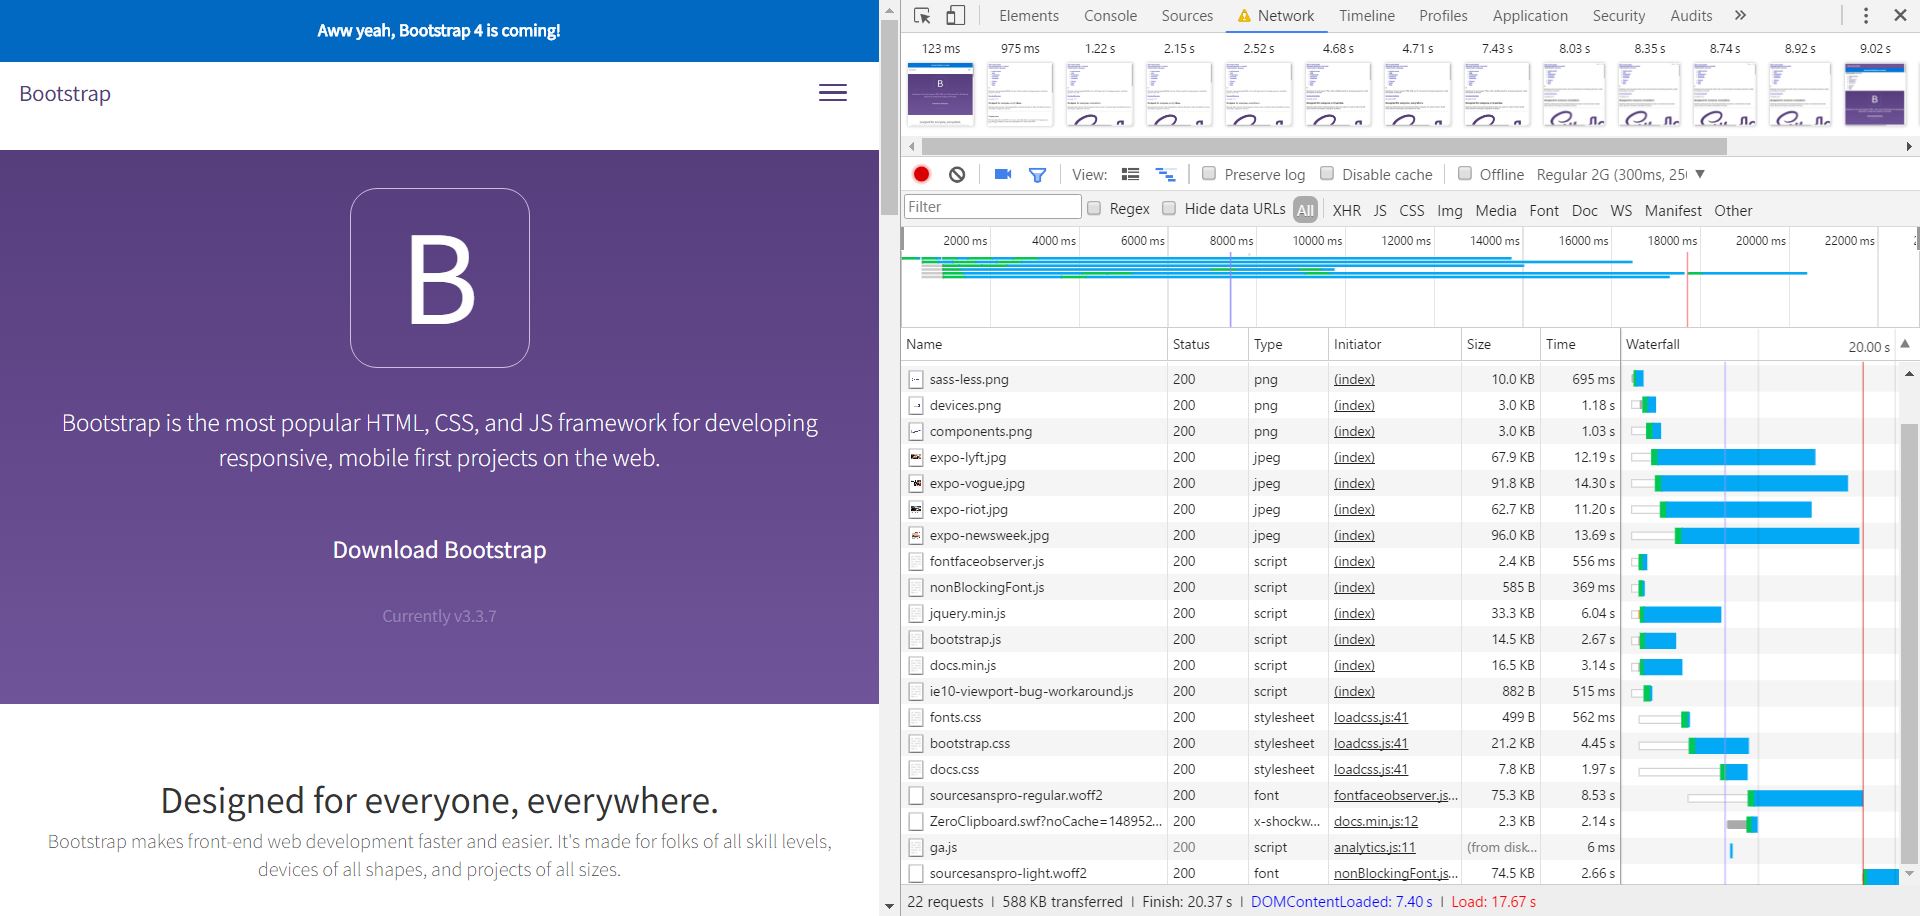 Aww yeah, Bootstrap 4 is coming!
Bootstrap
B
Bootstrap is the most popular HTML, CSS, and JS framework for developing
responsive, mobile first projects on the web.
Download Bootstrap
Currently v3.3.7
Designed for everyone, everywhere.
Bootstrap makes front-end web development faster and easier. It's made for folks of all skill levels,
devices of all shapes, and projects of all sizes.
Elements Console Sources Network Timeline Profiles Application Security Audits »
123 ms 975 ms 1.22 s 2.15 s 2.52 s 4.68 s 4.71 s 7.43 s 8.03 s 8.35 s 8.74 s 8.92 s 9.02 s
View: Preserve log Disable cache Offline Regular 2G (300ms, 25
Filter Regex Hide data URLs All XHR JS CSS Img Media Font Doc WS Manifest Other
2000 ms 4000 ms 6000 ms 8000 ms 10000 ms 12000 ms 14000 ms 16000 ms 18000 ms 20000 ms 22000 ms
Name Status Type Initiator Size Time Waterfall 20.00 s
sass-less.png 200 png (index) 10.0 KB 695 ms
devices.png 200 png (index) 3.0 KB 1.18 s
components.png 200 png (index) 3.0 KB 1.03 s
expo-lyft.jpg 200 jpeg (index) 67.9 KB 12.19 s
expo-vogue.jpg 200 jpeg (index) 91.8 KB 14.30 s
expo-riot.jpg 200 jpeg (index) 62.7 KB 11.20 s
expo-newsweek.jpg 200 jpeg (index) 96.0 KB 13.69 s
fontfaceobserver.js 200 script (index) 2.4 KB 556 ms
nonBlockingFont.js 200 script (index) 585 B 369 ms
jquery.min.js 200 script (index) 33.3 KB 6.04 s
bootstrap.js 200 script (index) 14.5 KB 2.67 s
docs.min.js 200 script (index) 16.5 KB 3.14 s
ie10-viewport-bug-workaround.js 200 script (index) 882 B 515 ms
fonts.css 200 stylesheet loadcss.js:41 499 B 562 ms
bootstrap.css 200 stylesheet loadcss.js:41 21.2 KB 4.45 s
docs.css 200 stylesheet loadcss.js:41 7.8 KB 1.97 s
sourcesanspro-regular.woff2 200 font fontfaceobserver.js... 75.3 KB 8.53 s
ZeroClipboard.swf?noCache=148952... 200 x-shockw... docs.min.js:12 2.3 KB 2.14 s
ga.js 200 script analytics.js:11 (from disk... 6 ms
sourcesanspro-light.woff2 200 font nonBlockingFont.js... 74.5 KB 2.66 s
22 requests | 588 KB transferred | Finish: 20.37 s | DOMContentLoaded: 7.40 s | Load: 17.67 s